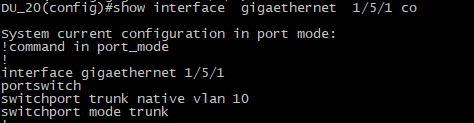 DU_20(config)#show interface gigaethernet 1/5/1 co
System current configuration in port mode:
!command in port_mode
!
interface gigaethernet 1/5/1
portswitch
switchport trunk native vlan 10
switchport mode trunk
!